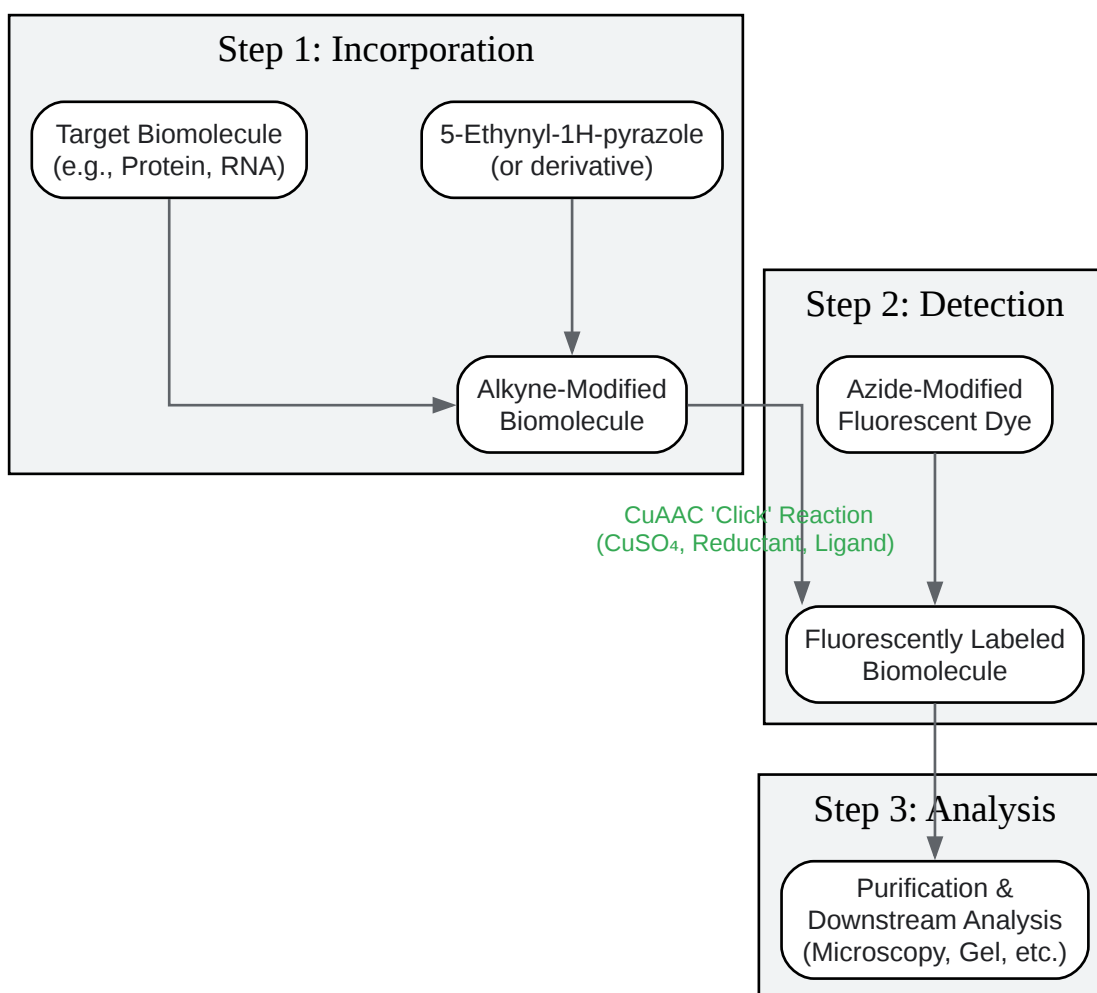 Step 1: Incorporation
Target Biomolecule
(e.g., Protein, RNA)
5-Ethynyl-1H-pyrazole
(or derivative)
Alkyne-Modified
Biomolecule
Step 2: Detection
Azide-Modified
Fluorescent Dye
CuAAC 'Click' Reaction
(CuSO₄, Reductant, Ligand)
Fluorescently Labeled
Biomolecule
Step 3: Analysis
Purification &
Downstream Analysis
(Microscopy, Gel, etc.)